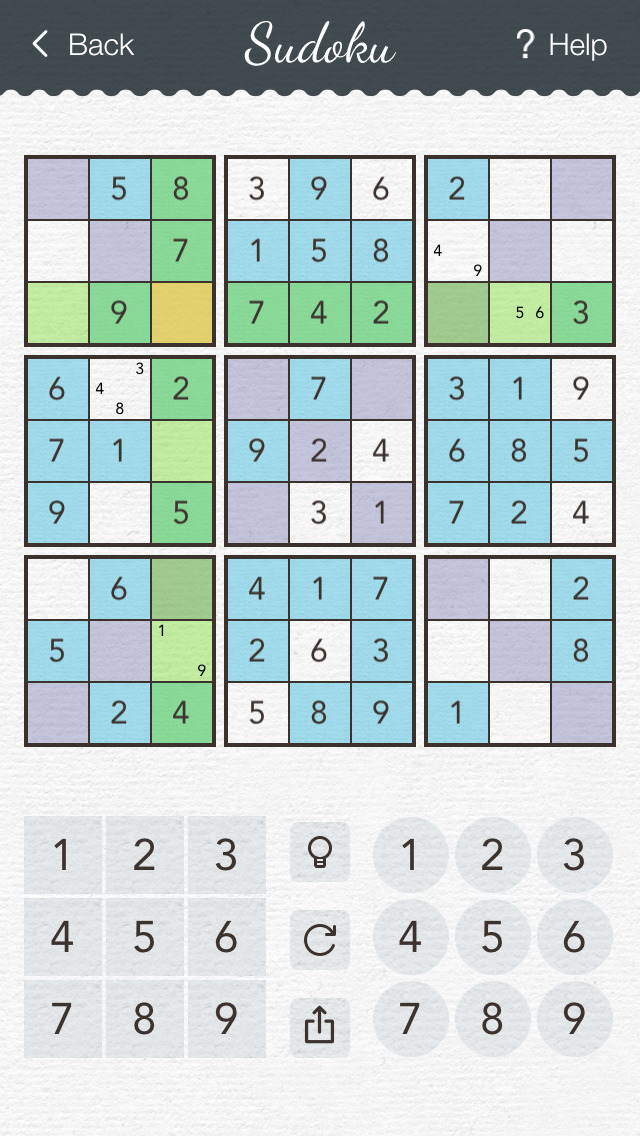 Back Sudoku ? Help
5 8 3 9 6 2
7 1 5 8 4 9
9 7 4 2 5 6 3
6 3 4 8 2 7 3 1 9
7 1 9 2 4 6 8 5
9 5 3 1 7 2 4
6 4 1 7 2
5 1 9 2 6 3 8
2 4 5 8 9 1
1 2 3 1 2 3
4 5 6 4 5 6
7 8 9 7 8 9